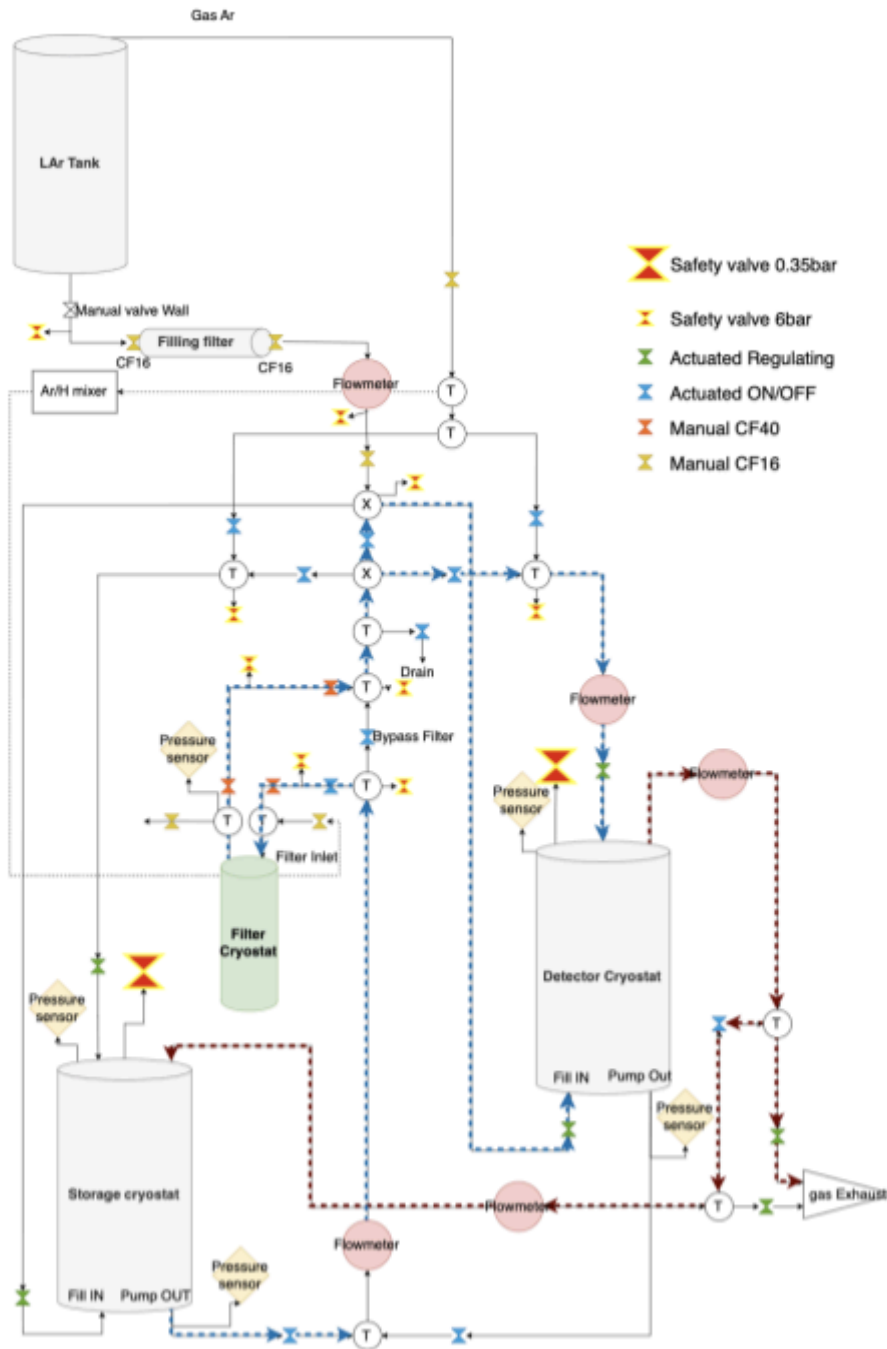 Gas Ar
LAr Tank
Manual valve Wall
Filling filter
CF16
CF16
Ar/H mixer
Flowmeter
T
T
Safety valve 0.35bar
Safety valve 6bar
Actuated Regulating
Actuated ON/OFF
Manual CF40
Manual CF16
X
T
X
T
T
Drain
T
Flowmeter
Bypass Filter
Pressure
sensor
Flowmeter
T
Pressure
sensor
T
T
Filter Inlet
Filter
Cryostat
Detector Cryostat
Pressure
sensor
T
Fill IN
Pump Out
Pressure
sensor
Storage cryostat
gas Exhaust
Flowmeter
T
Flowmeter
Pressure
sensor
Fill IN
Pump OUT
T